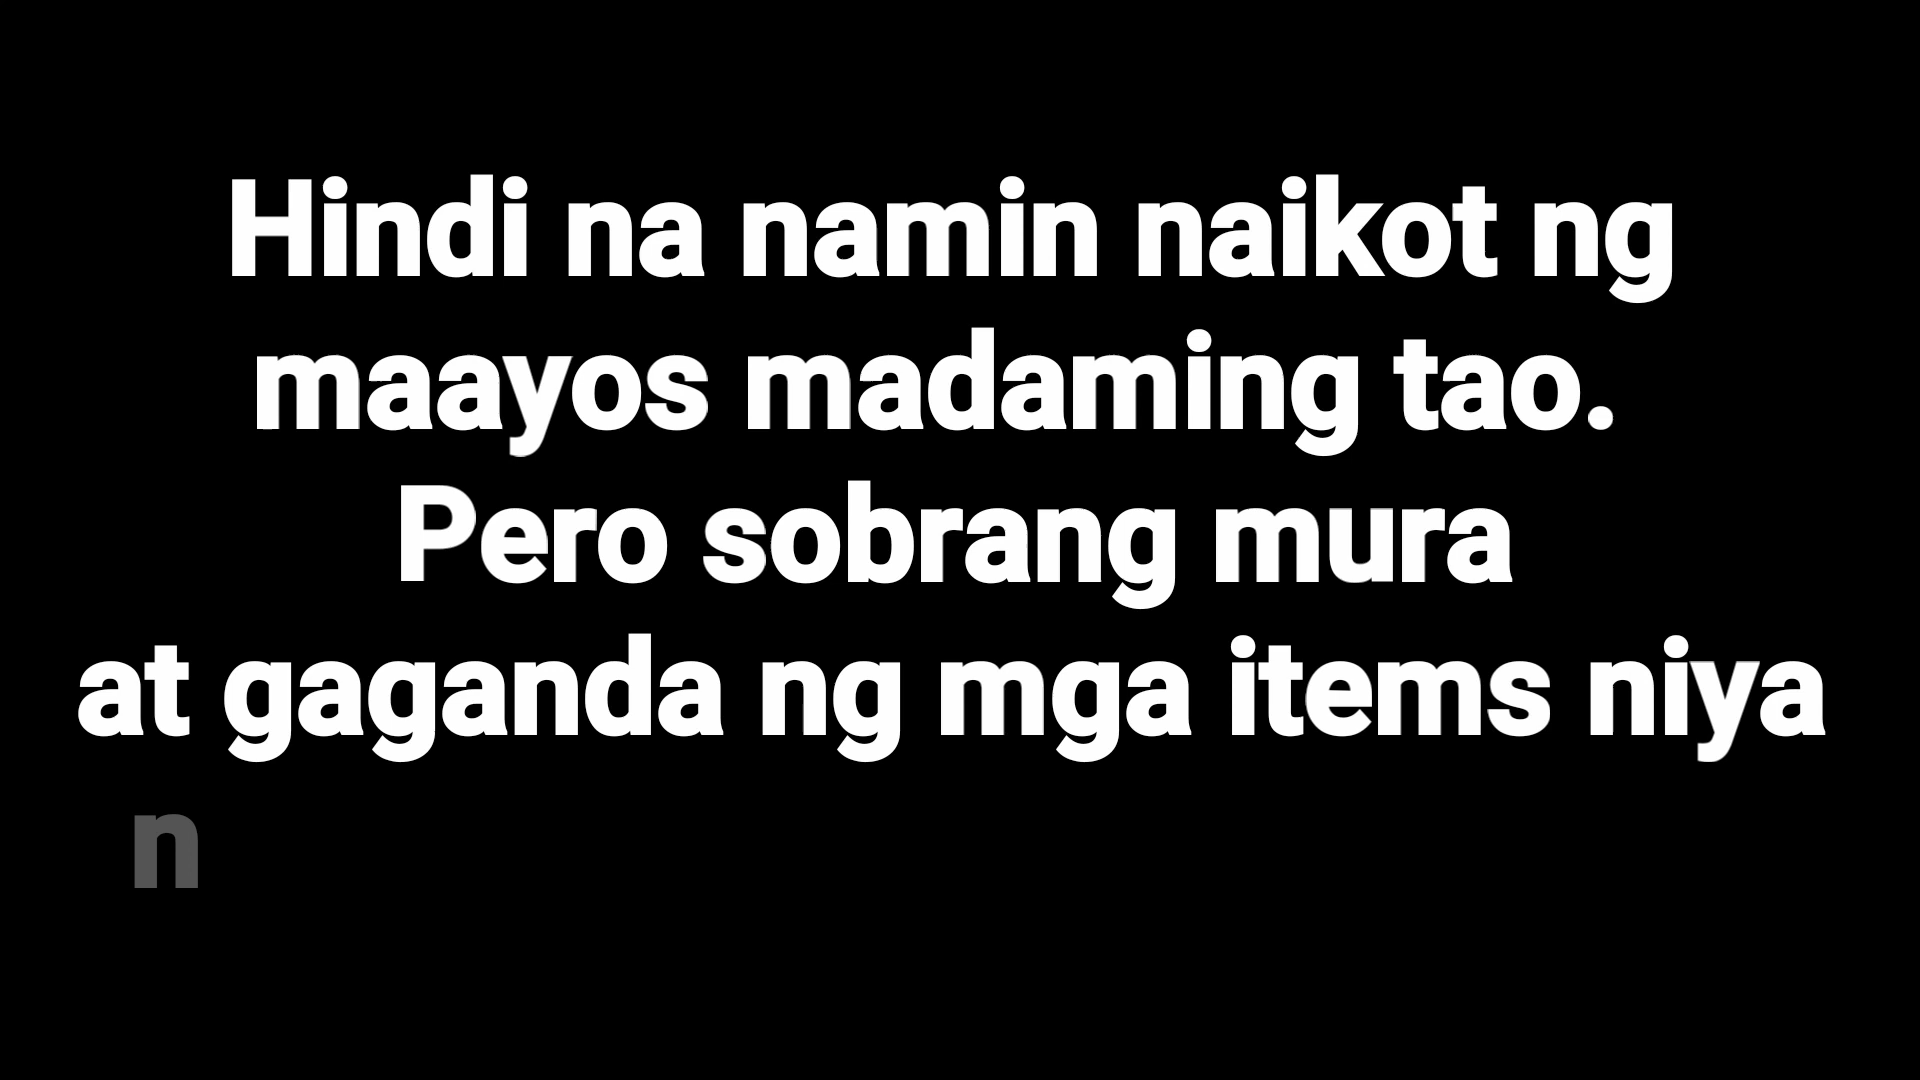 Hindi na namin naikot ng
maayos madaming tao.
Pero sobrang mura
at gaganda ng mga items niya
n